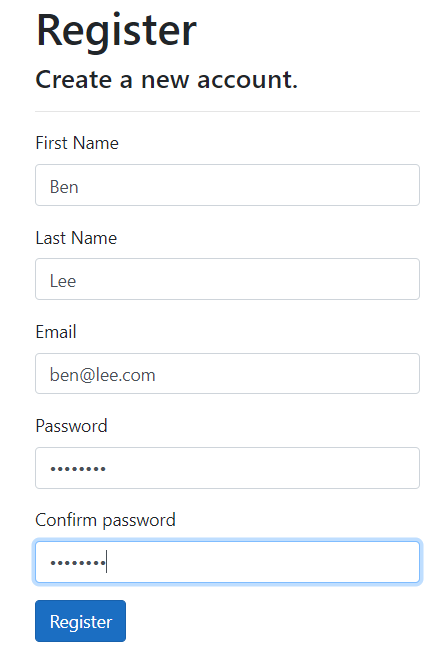 Register
Create a new account.
First Name
Ben
Last Name
Lee
Email
ben@lee.com
Password
••••••••
Confirm password
••••••••
Register